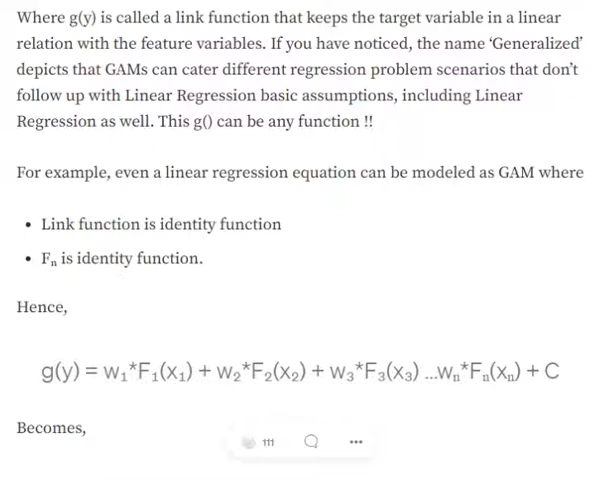 Where g(y) is called a link function that keeps the target variable in a linear
relation with the feature variables. If you have noticed, the name ‘Generalized’
depicts that GAMs can cater different regression problem scenarios that don’t
follow up with Linear Regression basic assumptions, including Linear
Regression as well. This g() can be any function !!
For example, even a linear regression equation can be modeled as GAM where
• Link function is identity function
• Fₙ is identity function.
Hence,
g(y) = w₁*F₁(x₁) + w₂*F₂(x₂) + w₃*F₃(x₃) ...wₙ*Fₙ(xₙ) + C
Becomes,
111